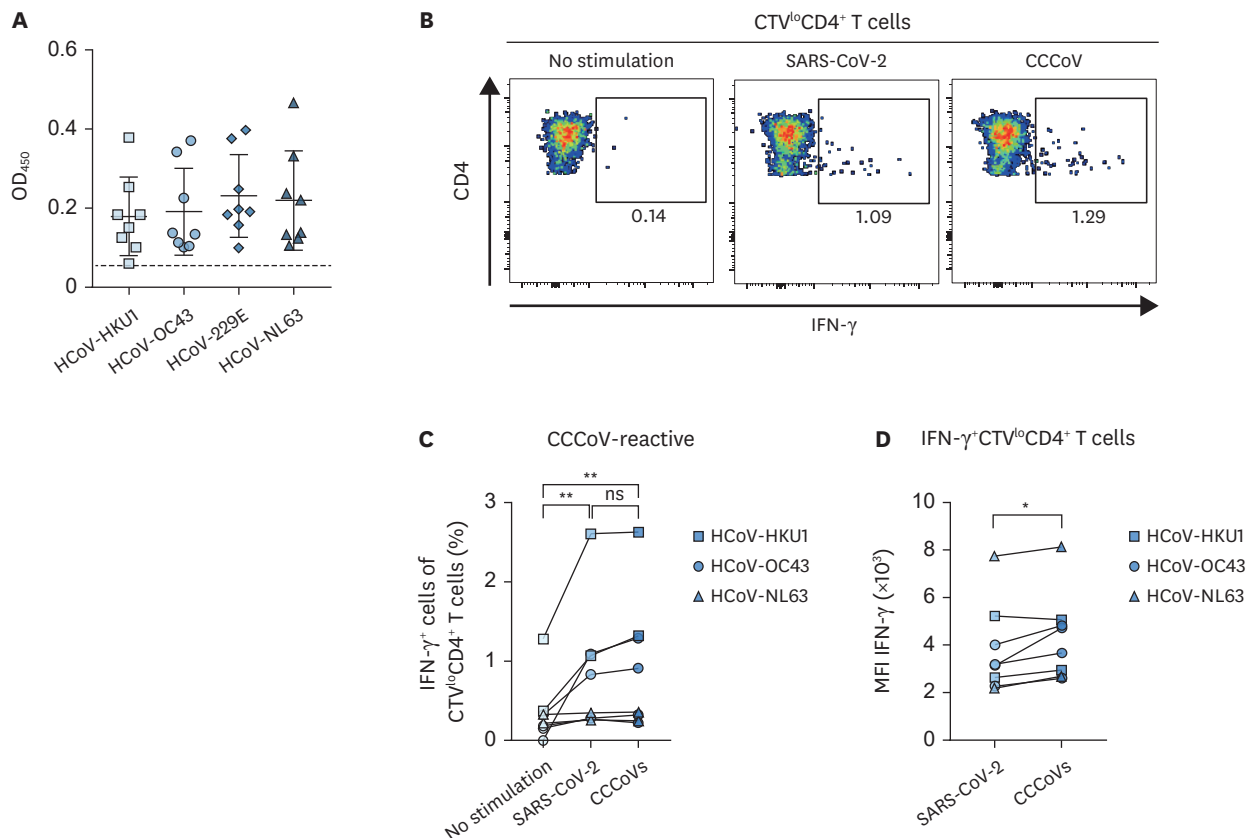 A
0.6
0.4
0.2
0
OD₄₅₀
HCoV-HKU1
HCoV-OC43
HCoV-229E
HCoV-NL63
B
CTVˡᵒCD4⁺ T cells
No stimulation
SARS-CoV-2
CCCoV
CD4
0.14
1.09
1.29
IFN-γ
C
CCCoV-reactive
**
**
ns
3
2
1
0
IFN-γ⁺ cells of
CTVˡᵒCD4⁺ T cells (%)
No stimulation
SARS-CoV-2
CCCoVs
HCoV-HKU1
HCoV-OC43
HCoV-NL63
D
IFN-γ⁺CTVˡᵒCD4⁺ T cells
*
10
8
6
4
2
0
MFI IFN-γ (×10³)
SARS-CoV-2
CCCoVs
HCoV-HKU1
HCoV-OC43
HCoV-NL63